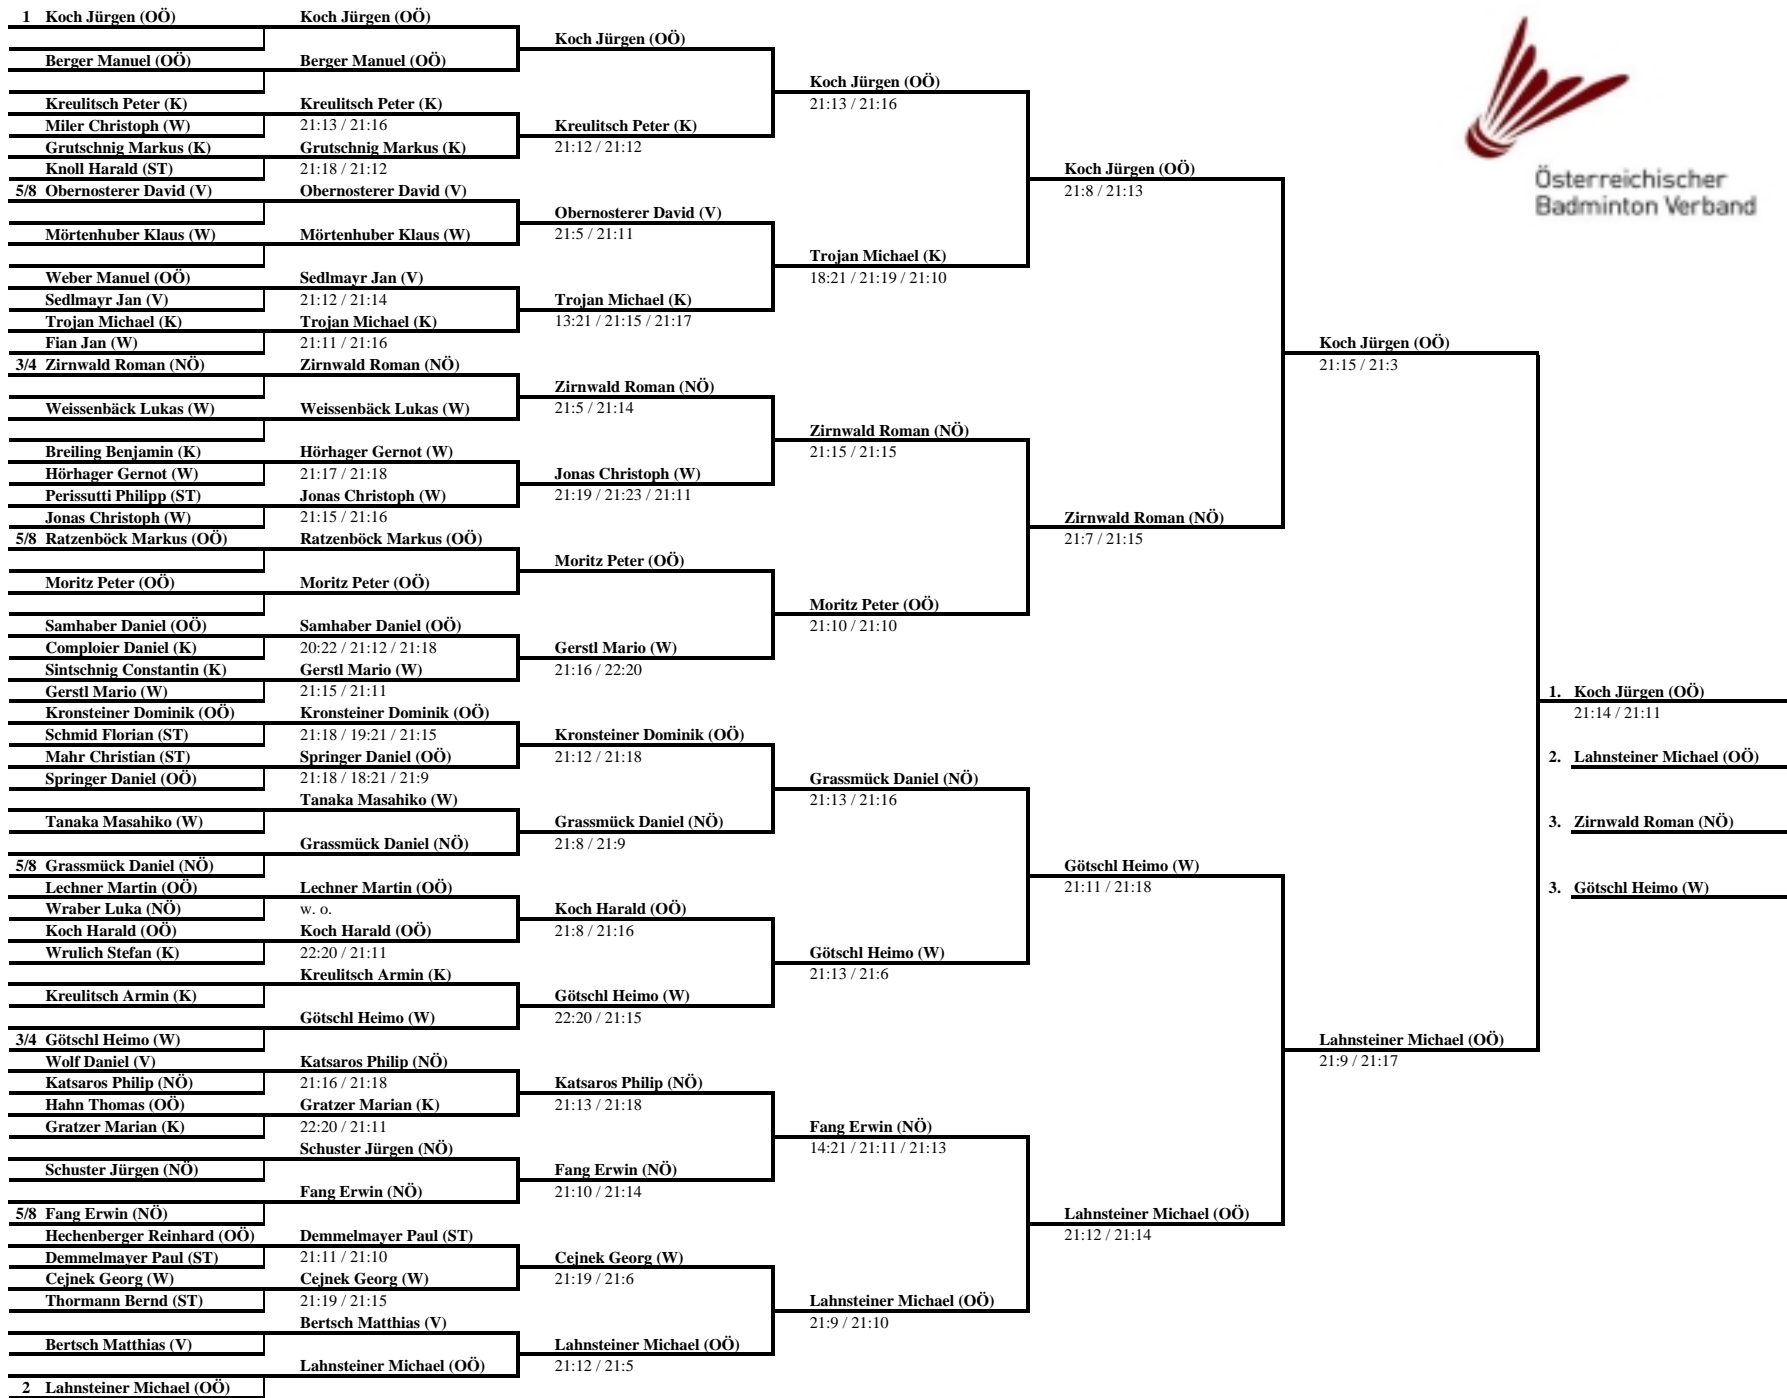 1 Koch Jürgen (OÖ)
Berger Manuel (OÖ)
Kreulitsch Peter (K)
Miler Christoph (W)
Grutschnig Markus (K)
Knoll Harald (ST)
5/8 Obernosterer David (V)
Mörtenhuber Klaus (W)
Weber Manuel (OÖ)
Sedlmayr Jan (V)
Trojan Michael (K)
Fian Jan (W)
3/4 Zirnwald Roman (NÖ)
Weissenbäck Lukas (W)
Breiling Benjamin (K)
Hörhager Gernot (W)
Perissutti Philipp (ST)
Jonas Christoph (W)
5/8 Ratzenböck Markus (OÖ)
Moritz Peter (OÖ)
Samhaber Daniel (OÖ)
Comploier Daniel (K)
Sintschnig Constantin (K)
Gerstl Mario (W)
Kronsteiner Dominik (OÖ)
Schmid Florian (ST)
Mahr Christian (ST)
Springer Daniel (OÖ)
Tanaka Masahiko (W)
5/8 Grassmück Daniel (NÖ)
Lechner Martin (OÖ)
Wraber Luka (NÖ)
Koch Harald (OÖ)
Wrulich Stefan (K)
Kreulitsch Armin (K)
3/4 Götschl Heimo (W)
Wolf Daniel (V)
Katsaros Philip (NÖ)
Hahn Thomas (OÖ)
Gratzer Marian (K)
Schuster Jürgen (NÖ)
5/8 Fang Erwin (NÖ)
Hechenberger Reinhard (OÖ)
Demmelmayer Paul (ST)
Cejnek Georg (W)
Thormann Bernd (ST)
Bertsch Matthias (V)
2 Lahnsteiner Michael (OÖ)
Koch Jürgen (OÖ)
Berger Manuel (OÖ)
Kreulitsch Peter (K)
21:13 / 21:16
Grutschnig Markus (K)
21:18 / 21:12
Obernosterer David (V)
Mörtenhuber Klaus (W)
Sedlmayr Jan (V)
21:12 / 21:14
Trojan Michael (K)
21:11 / 21:16
Zirnwald Roman (NÖ)
Weissenbäck Lukas (W)
Hörhager Gernot (W)
21:17 / 21:18
Jonas Christoph (W)
21:15 / 21:16
Ratzenböck Markus (OÖ)
Moritz Peter (OÖ)
Samhaber Daniel (OÖ)
20:22 / 21:12 / 21:18
Gerstl Mario (W)
21:15 / 21:11
Kronsteiner Dominik (OÖ)
21:18 / 19:21 / 21:15
Springer Daniel (OÖ)
21:18 / 18:21 / 21:9
Tanaka Masahiko (W)
Grassmück Daniel (NÖ)
Lechner Martin (OÖ)
w. o.
Koch Harald (OÖ)
22:20 / 21:11
Kreulitsch Armin (K)
Götschl Heimo (W)
Katsaros Philip (NÖ)
21:16 / 21:18
Gratzer Marian (K)
22:20 / 21:11
Schuster Jürgen (NÖ)
Fang Erwin (NÖ)
Demmelmayer Paul (ST)
21:11 / 21:10
Cejnek Georg (W)
21:19 / 21:15
Bertsch Matthias (V)
Lahnsteiner Michael (OÖ)
Koch Jürgen (OÖ)
Kreulitsch Peter (K)
21:12 / 21:12
Obernosterer David (V)
21:5 / 21:11
Trojan Michael (K)
13:21 / 21:15 / 21:17
Zirnwald Roman (NÖ)
21:5 / 21:14
Jonas Christoph (W)
21:19 / 21:23 / 21:11
Moritz Peter (OÖ)
Gerstl Mario (W)
21:16 / 22:20
Kronsteiner Dominik (OÖ)
21:12 / 21:18
Grassmück Daniel (NÖ)
21:8 / 21:9
Koch Harald (OÖ)
21:8 / 21:16
Götschl Heimo (W)
22:20 / 21:15
Katsaros Philip (NÖ)
21:13 / 21:18
Fang Erwin (NÖ)
21:10 / 21:14
Cejnek Georg (W)
21:19 / 21:6
Lahnsteiner Michael (OÖ)
21:12 / 21:5
Koch Jürgen (OÖ)
21:13 / 21:16
Trojan Michael (K)
18:21 / 21:19 / 21:10
Zirnwald Roman (NÖ)
21:15 / 21:15
Moritz Peter (OÖ)
21:10 / 21:10
Grassmück Daniel (NÖ)
21:13 / 21:16
Götschl Heimo (W)
21:13 / 21:6
Fang Erwin (NÖ)
14:21 / 21:11 / 21:13
Lahnsteiner Michael (OÖ)
21:9 / 21:10
Koch Jürgen (OÖ)
21:8 / 21:13
Zirnwald Roman (NÖ)
21:7 / 21:15
Götschl Heimo (W)
21:11 / 21:18
Lahnsteiner Michael (OÖ)
21:12 / 21:14
Koch Jürgen (OÖ)
21:15 / 21:3
Lahnsteiner Michael (OÖ)
21:9 / 21:17
Österreichischer
Badminton Verband
1. Koch Jürgen (OÖ)
21:14 / 21:11
2. Lahnsteiner Michael (OÖ)
3. Zirnwald Roman (NÖ)
3. Götschl Heimo (W)